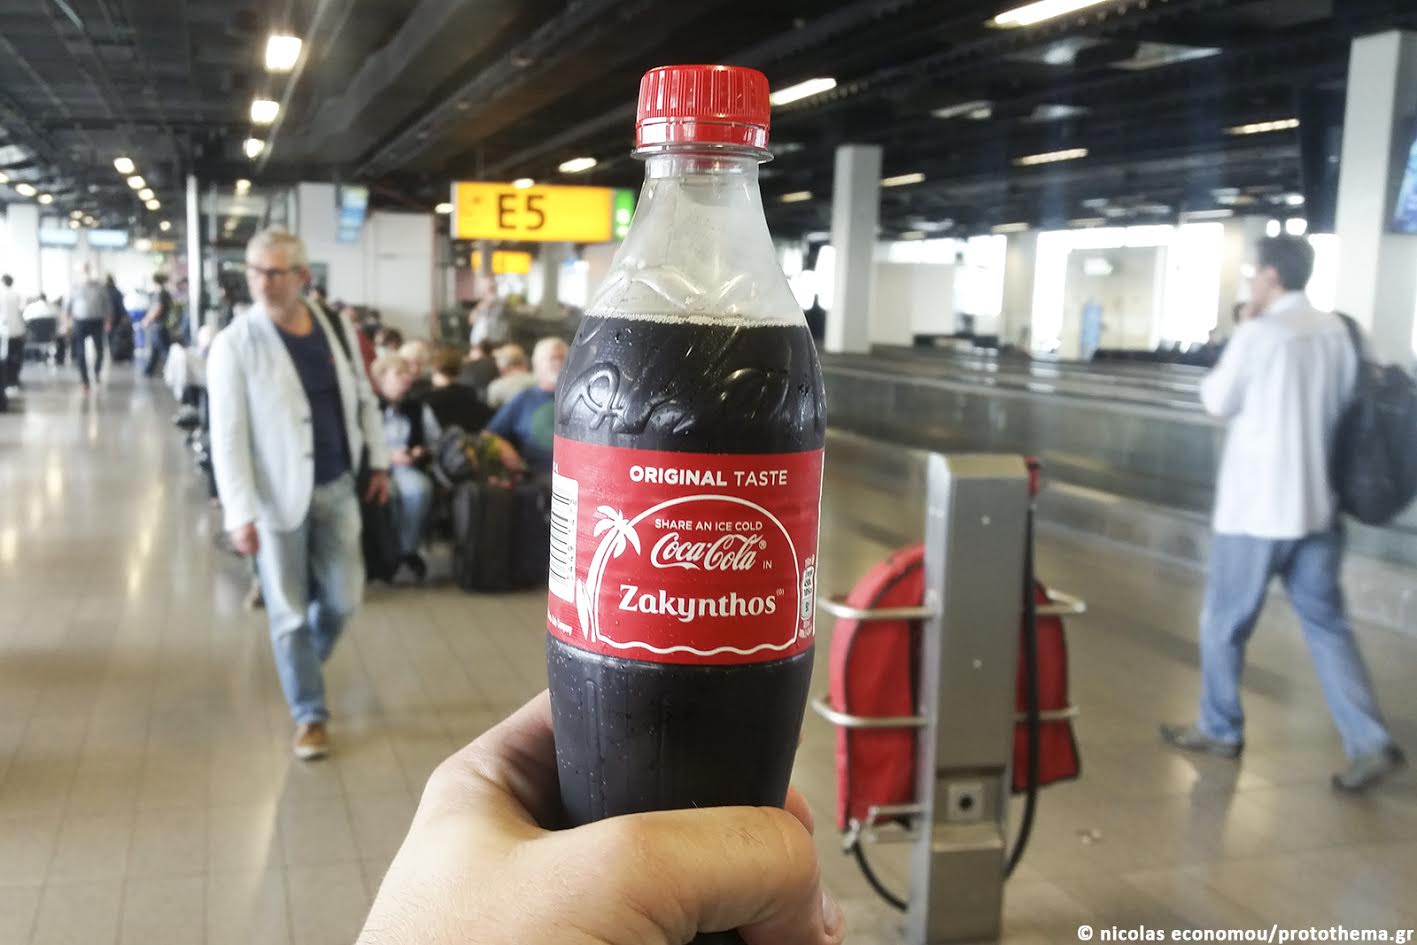 E5
ORIGINAL TASTE
SHARE AN ICE COLD
Coca-Cola® IN
Zakynthos
© nicolas economou/protothema.gr